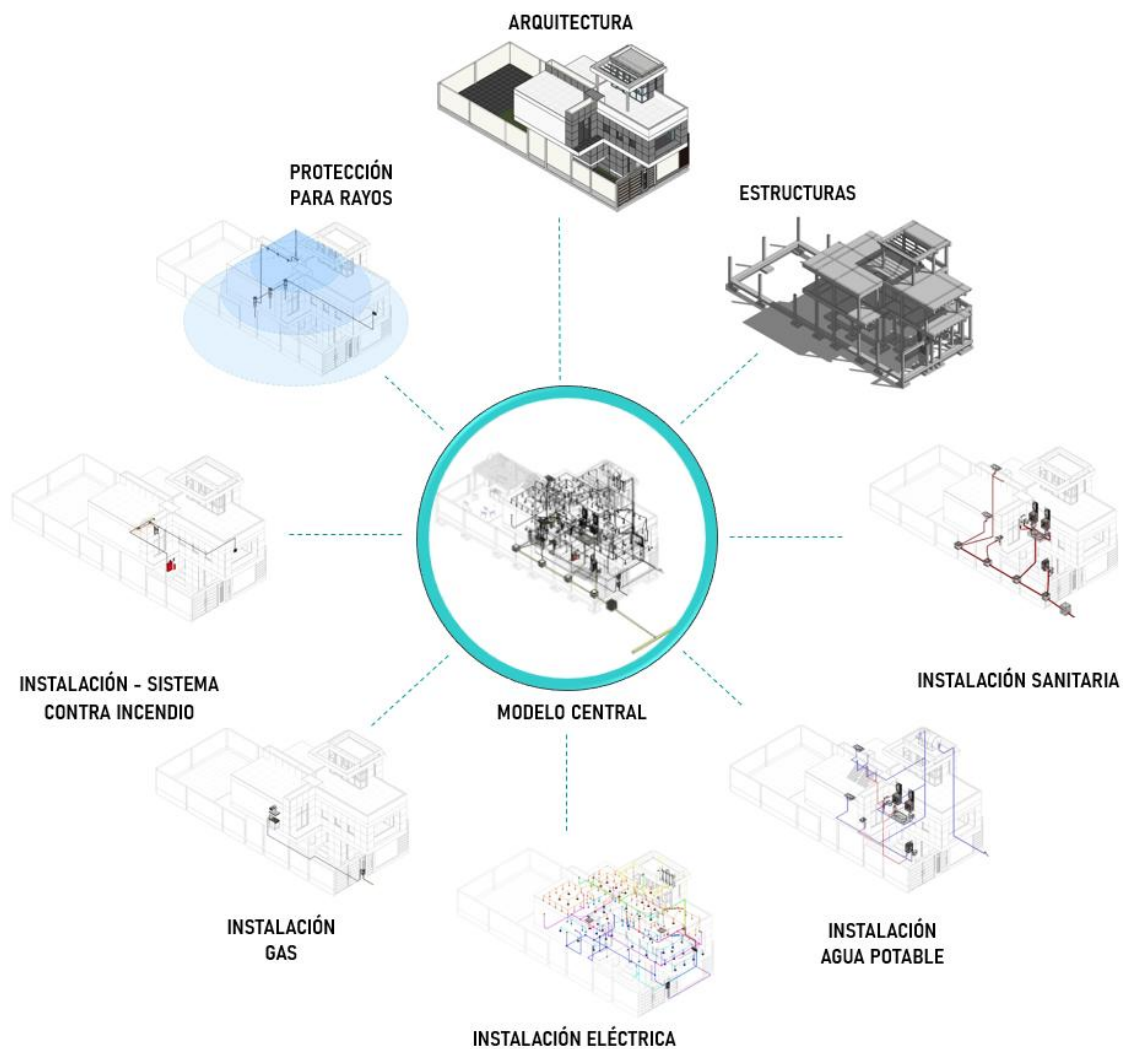 ARQUITECTURA
PROTECCIÓN
PARA RAYOS
ESTRUCTURAS
INSTALACIÓN - SISTEMA
CONTRA INCENDIO
MODELO CENTRAL
INSTALACIÓN SANITARIA
INSTALACIÓN
GAS
INSTALACIÓN
AGUA POTABLE
INSTALACIÓN ELÉCTRICA